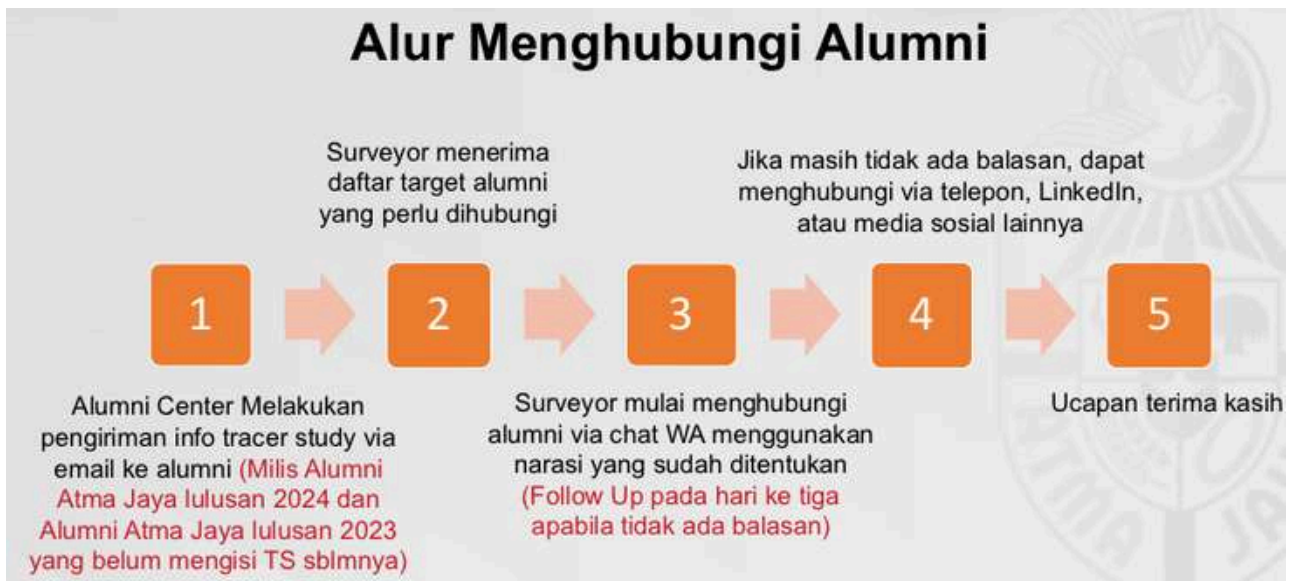 Alur Menghubungi Alumni
1
Alumni Center Melakukan
pengiriman info tracer study via
email ke alumni (Milis Alumni
Atma Jaya lulusan 2024 dan
Alumni Atma Jaya lulusan 2023
yang belum mengisi TS sblmnya)
2
Surveyor menerima
daftar target alumni
yang perlu dihubungi
3
Surveyor mulai menghubungi
alumni via chat WA menggunakan
narasi yang sudah ditentukan
(Follow Up pada hari ke tiga
apabila tidak ada balasan)
4
Jika masih tidak ada balasan, dapat
menghubungi via telepon, LinkedIn,
atau media sosial lainnya
5
Ucapan terima kasih